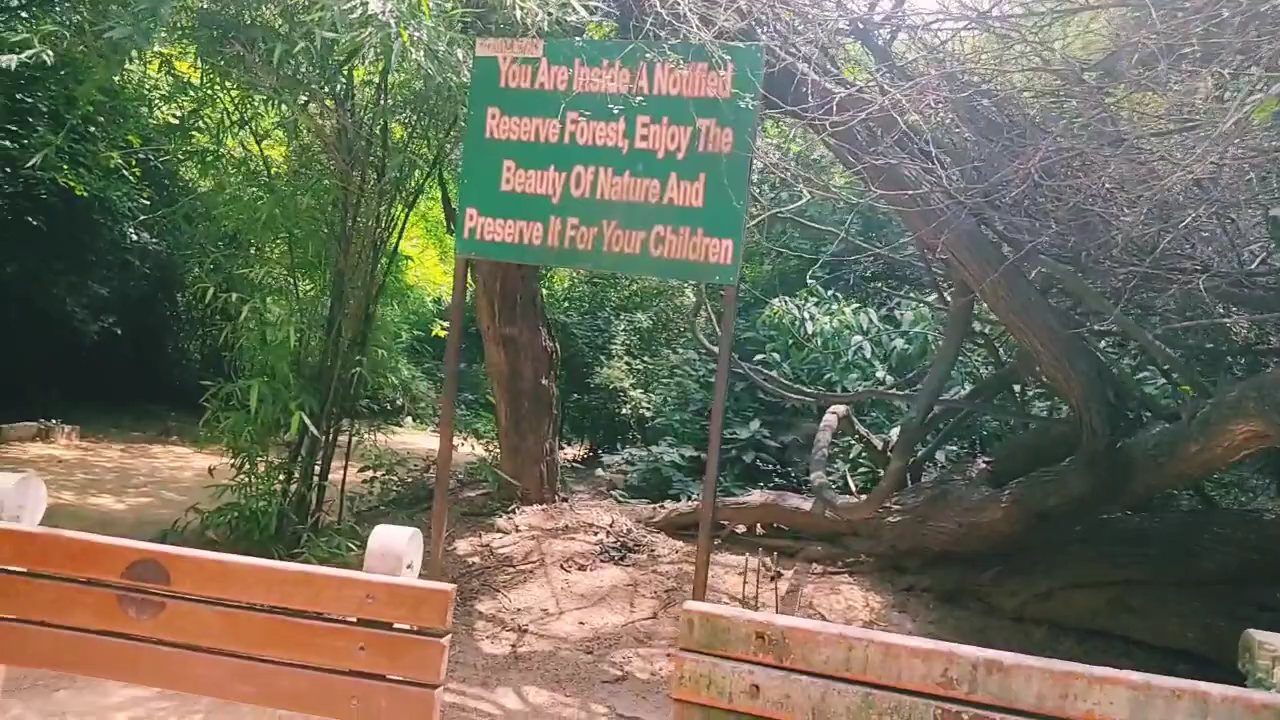 You Are Inside A Notified
Reserve Forest, Enjoy The
Beauty Of Nature And
Preserve It For Your Children